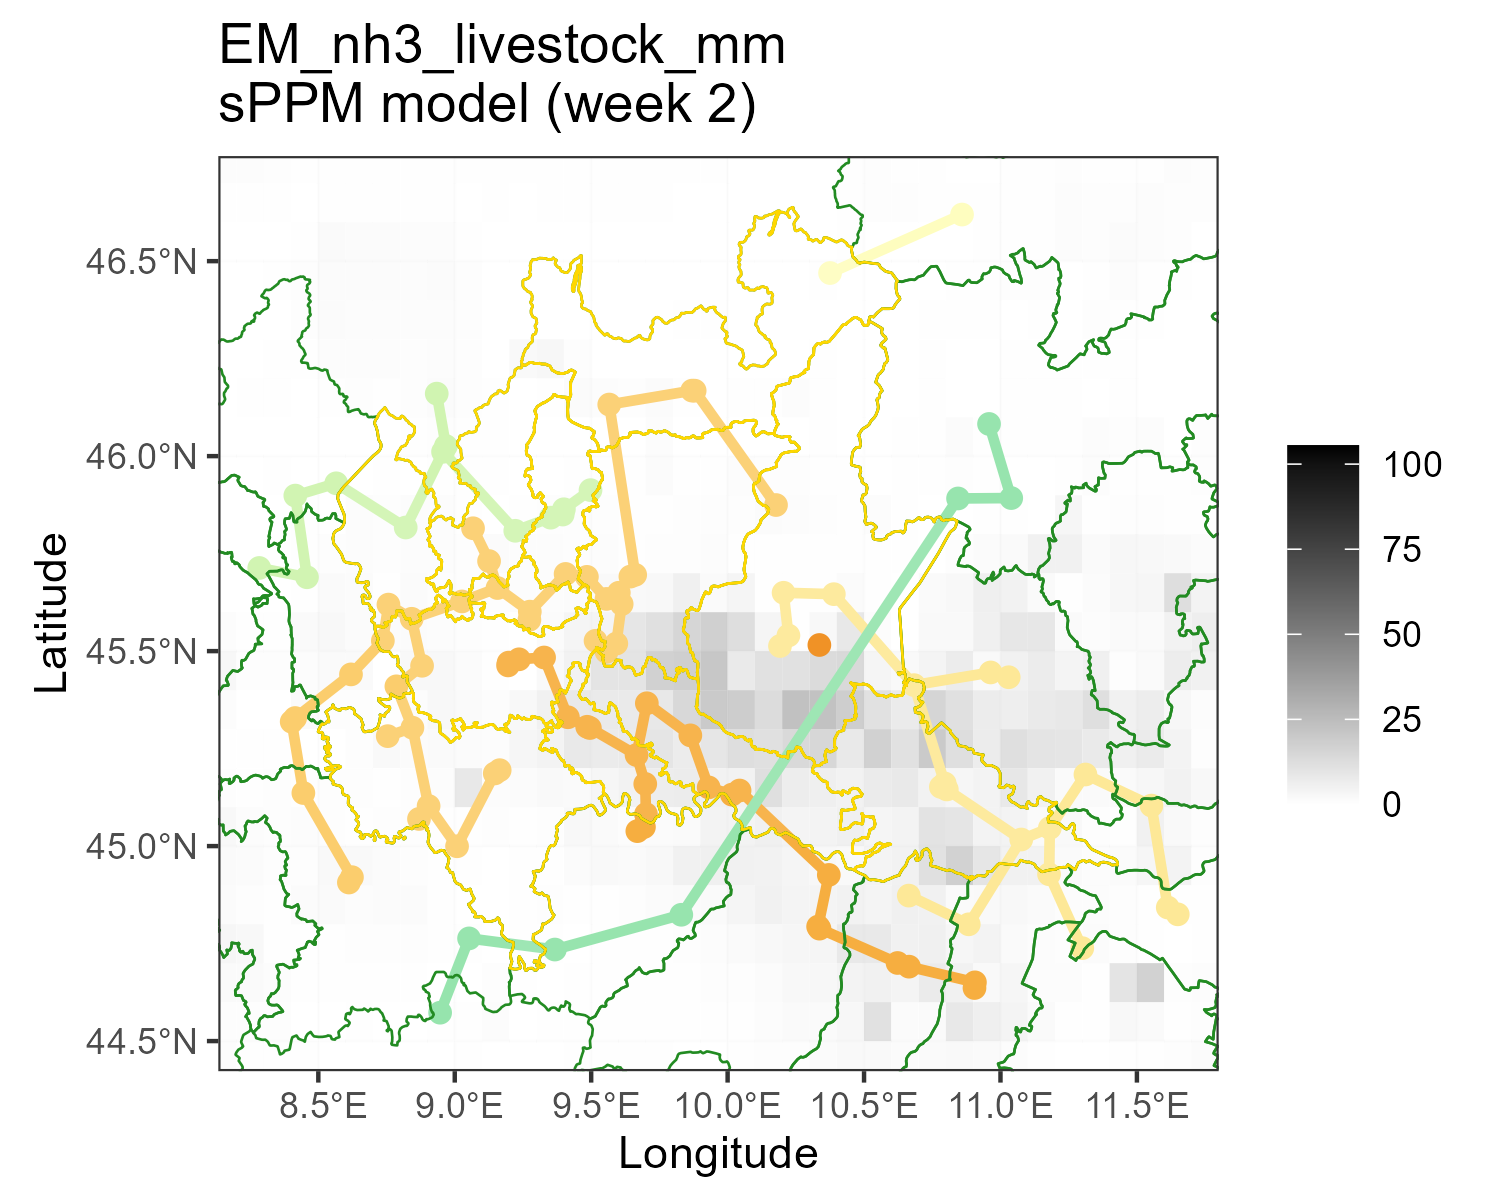 EM_nh3_livestock_mm
sPPM model (week 2)
46.5°N
46.0°N
45.5°N
45.0°N
44.5°N
Latitude
8.5°E 9.0°E 9.5°E 10.0°E 10.5°E 11.0°E 11.5°E
Longitude
100
75
50
25
0